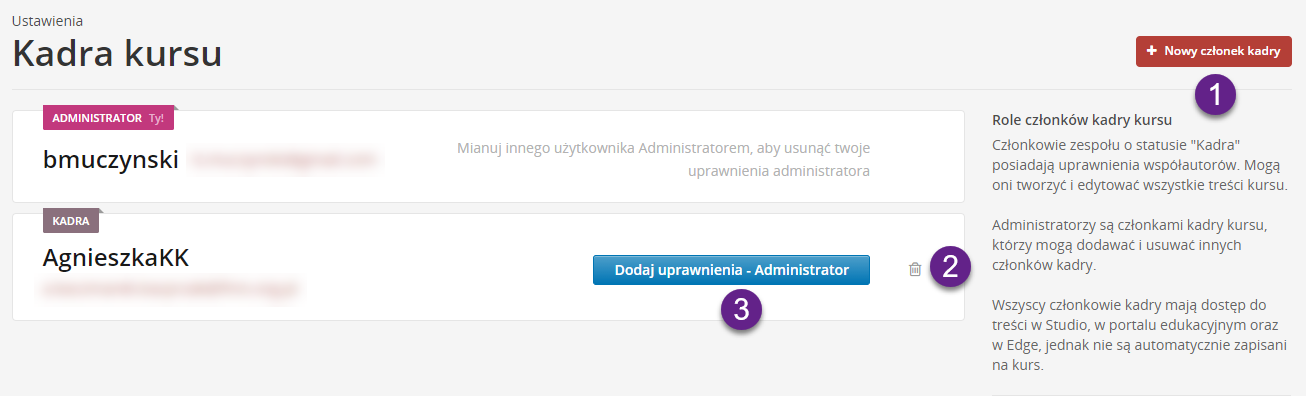 Ustawienia
Kadra kursu
+ Nowy członek kadry
1
ADMINISTRATOR Ty!
bmuczynski
Mianuj innego użytkownika Administratorem, aby usunąć twoje
uprawnienia administratora
KADRA
AgnieszkaKK
Dodaj uprawnienia - Administrator
2
3
Role członków kadry kursu
Członkowie zespołu o statusie "Kadra"
posiadają uprawnienia współautorów. Mogą
oni tworzyć i edytować wszystkie treści kursu.
Administratorzy są członkami kadry kursu,
którzy mogą dodawać i usuwać innych
członków kadry.
Wszyscy członkowie kadry mają dostęp do
treści w Studio, w portalu edukacyjnym oraz
w Edge, jednak nie są automatycznie zapisani
na kurs.